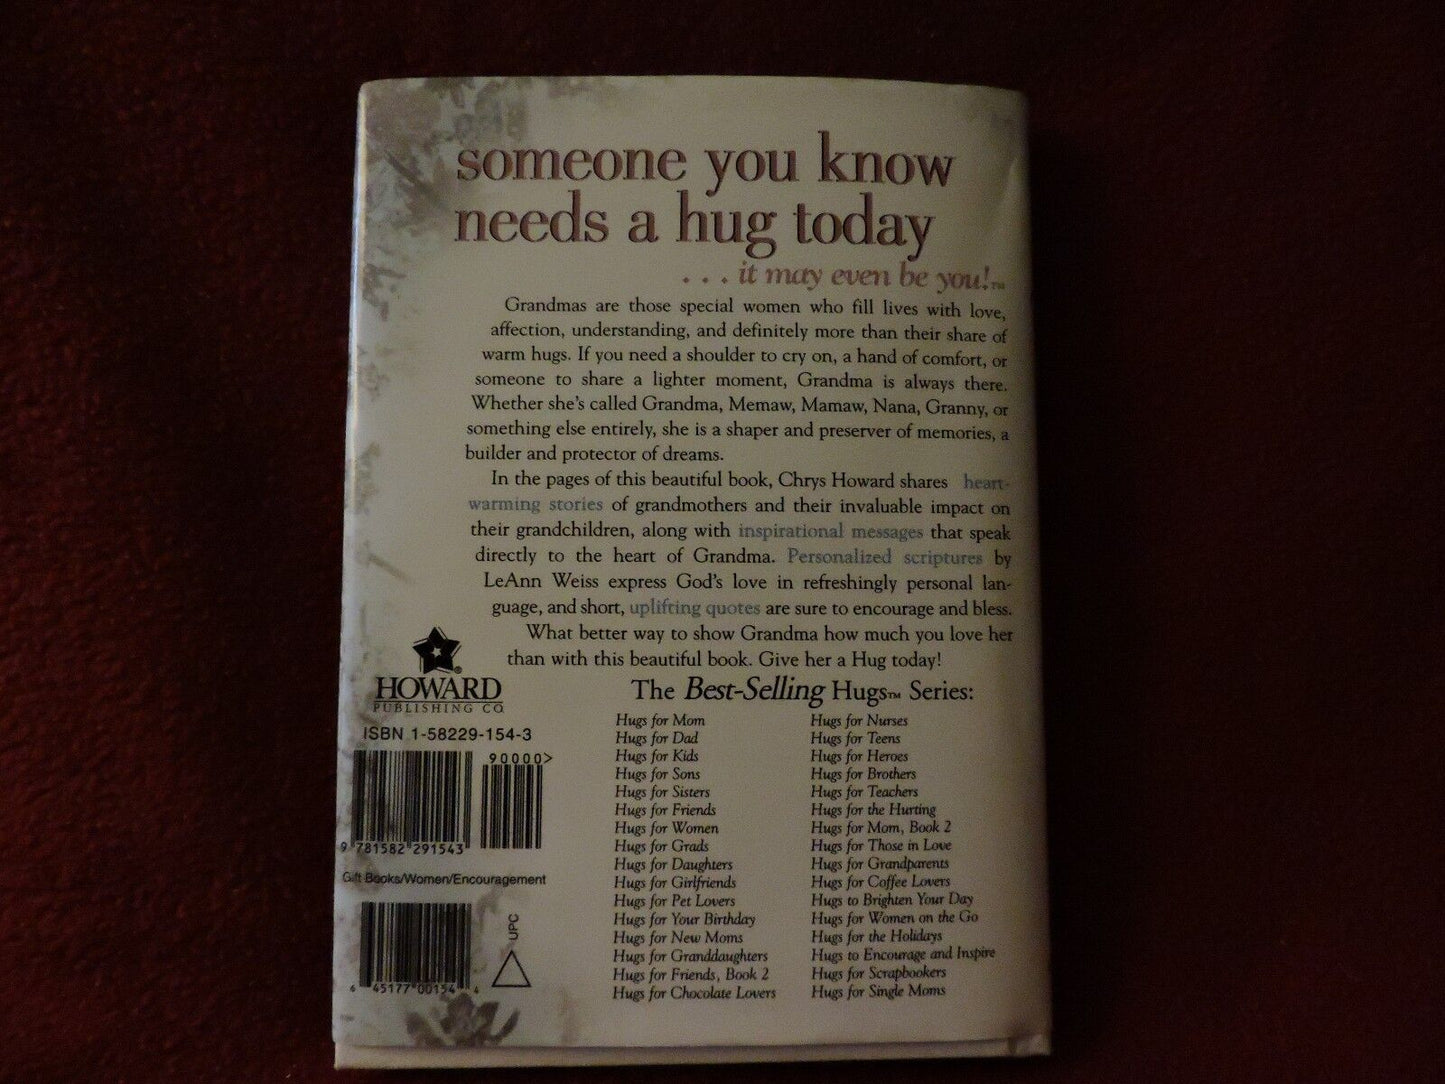 someone you know
needs a hug today
. . . it may even be you!™
Grandmas are those special women who fill lives with love,
affection, understanding, and definitely more than their share of
warm hugs. If you need a shoulder to cry on, a hand of comfort, or
someone to share a lighter moment, Grandma is always there.
Whether she's called Grandma, Memaw, Mamaw, Nana, Granny, or
something else entirely, she is a shaper and preserver of memories, a
builder and protector of dreams.
In the pages of this beautiful book, Chrys Howard shares heart-
warming stories of grandmothers and their invaluable impact on
their grandchildren, along with inspirational messages that speak
directly to the heart of Grandma. Personalized scriptures by
LeAnn Weiss express God's love in refreshingly personal lan-
guage, and short, uplifting quotes are sure to encourage and bless.
What better way to show Grandma how much you love her
than with this beautiful book. Give her a Hug today!
HOWARD®
PUBLISHING CO
ISBN 1-58229-154-3
90000>
9 781582 291543
Gift Books/Women/Encouragement
UPC
6 45177 00154 4
The Best-Selling Hugs™ Series:
Hugs for Mom
Hugs for Dad
Hugs for Kids
Hugs for Sons
Hugs for Sisters
Hugs for Friends
Hugs for Women
Hugs for Grads
Hugs for Daughters
Hugs for Girlfriends
Hugs for Pet Lovers
Hugs for Your Birthday
Hugs for New Moms
Hugs for Granddaughters
Hugs for Friends, Book 2
Hugs for Chocolate Lovers
Hugs for Nurses
Hugs for Teens
Hugs for Heroes
Hugs for Brothers
Hugs for Teachers
Hugs for the Hurting
Hugs for Mom, Book 2
Hugs for Those in Love
Hugs for Grandparents
Hugs for Coffee Lovers
Hugs to Brighten Your Day
Hugs for Women on the Go
Hugs for the Holidays
Hugs to Encourage and Inspire
Hugs for Scrapbookers
Hugs for Single Moms